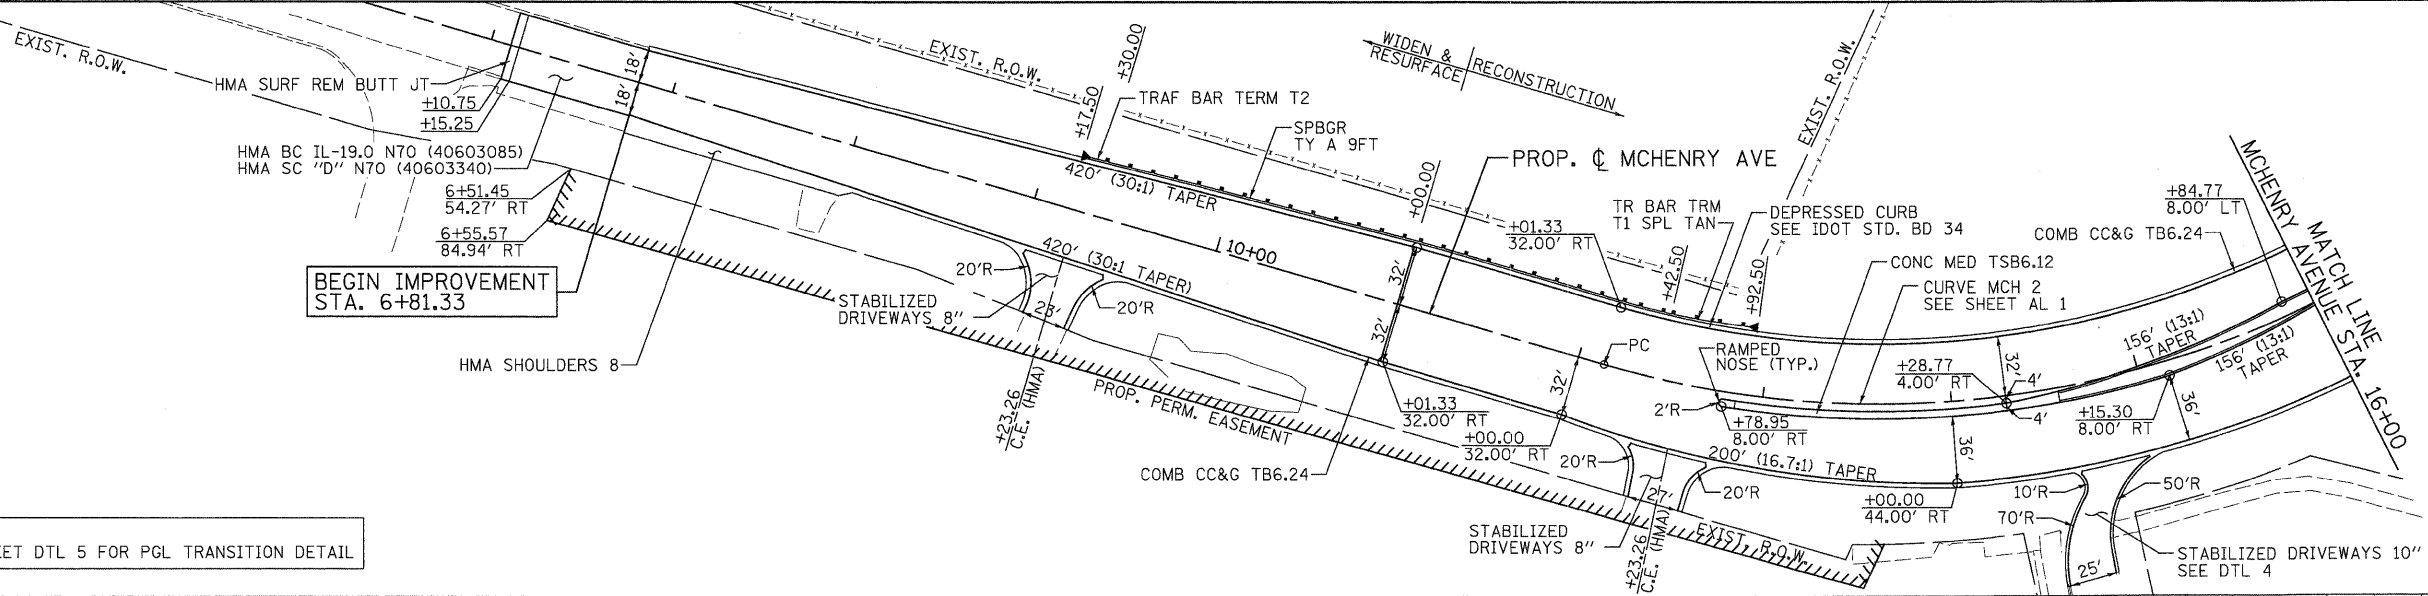 EXIST. R.O.W.
HMA SURF REM BUTT JT
+10.75
+15.25
HMA BC IL-19.0 N70 (40603085)
HMA SC "D" N70 (40603340)
6+51.45
54.27' RT
6+55.57
84.94' RT
BEGIN IMPROVEMENT
STA. 6+81.33
HMA SHOULDERS 8
18'
18'
EXIST. R.O.W.
+17.50
+30.00
TRAF BAR TERM T2
SPBGR
TY A 9FT
420' (30:1) TAPER
WIDEN &
RESURFACE
RECONSTRUCTION
PROP. ℄ MCHENRY AVE
+00.00
10+00
420' (30:1 TAPER)
20'R
23'
20'R
STABILIZED
DRIVEWAYS 8"
+23.26
C.E. (HMA)
PROP. PERM. EASEMENT
32'
32'
+01.33
32.00' RT
TR BAR TRM
T1 SPL TAN
+42.50
+92.50
EXIST. R.O.W.
DEPRESSED CURB
SEE IDOT STD. BD 34
CONC MED TSB6.12
CURVE MCH 2
SEE SHEET AL 1
COMB CC&G TB6.24
+84.77
8.00' LT
MCHENRY AVENUE STA. 16+00
MATCH LINE
156' (13:1)
TAPER
156' (13:1)
TAPER
PC
RAMPED
NOSE (TYP.)
+28.77
4.00' RT
32'
4'
4'
2'R
+78.95
8.00' RT
+15.30
8.00' RT
36'
36'
32'
+01.33
32.00' RT
+00.00
32.00' RT
COMB CC&G TB6.24
20'R
27'
20'R
200' (16.7:1) TAPER
+00.00
44.00' RT
10'R
70'R
50'R
25'
STABILIZED
DRIVEWAYS 8"
+23.26
C.E. (HMA)
EXIST. R.O.W.
STABILIZED DRIVEWAYS 10"
SEE DTL 4
ET DTL 5 FOR PGL TRANSITION DETAIL